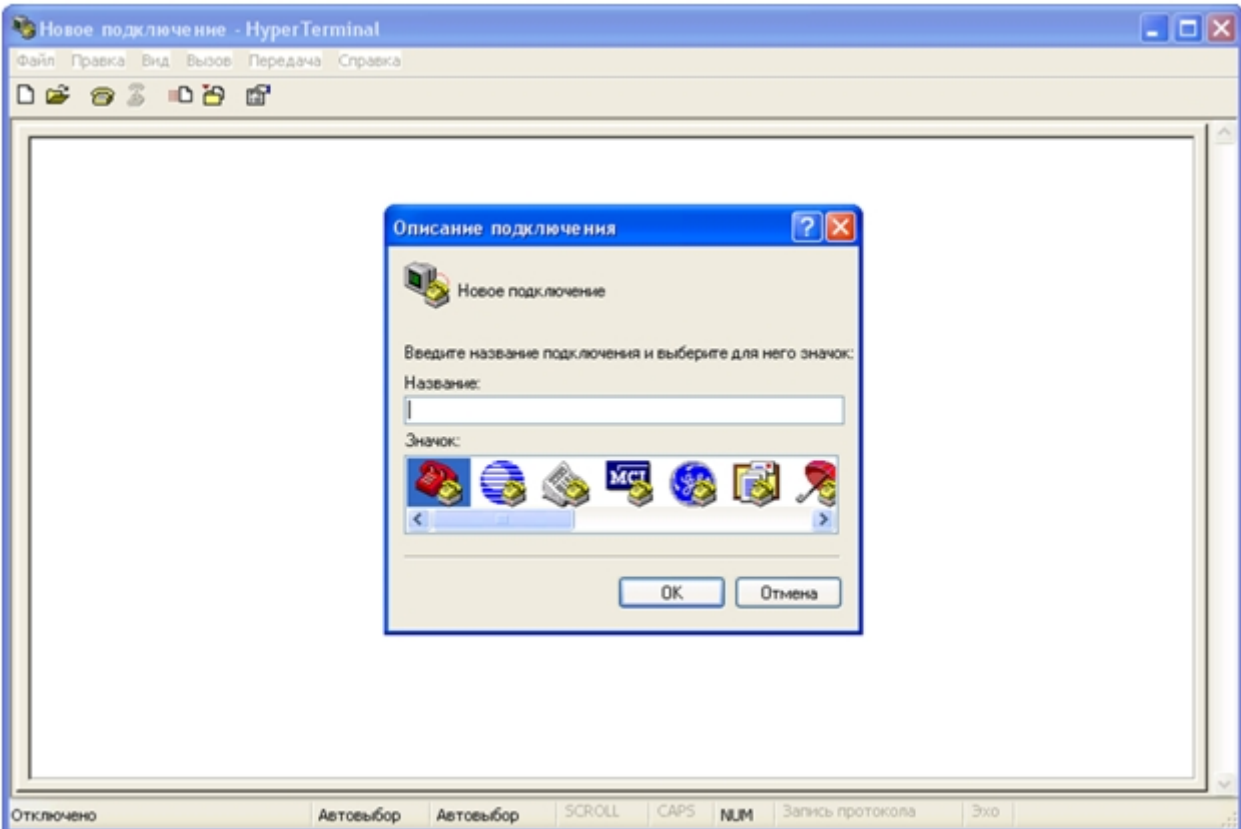 Новое подключение - HyperTerminal
Файл Правка Вид Вызов Передача Справка
Описание подключения
Новое подключение
Введите название подключения и выберите для него значок:
Название:
Значок:
MCI
OK Отмена
Отключено Автовыбор Автовыбор SCROLL CAPS NUM Запись протокола Эхо